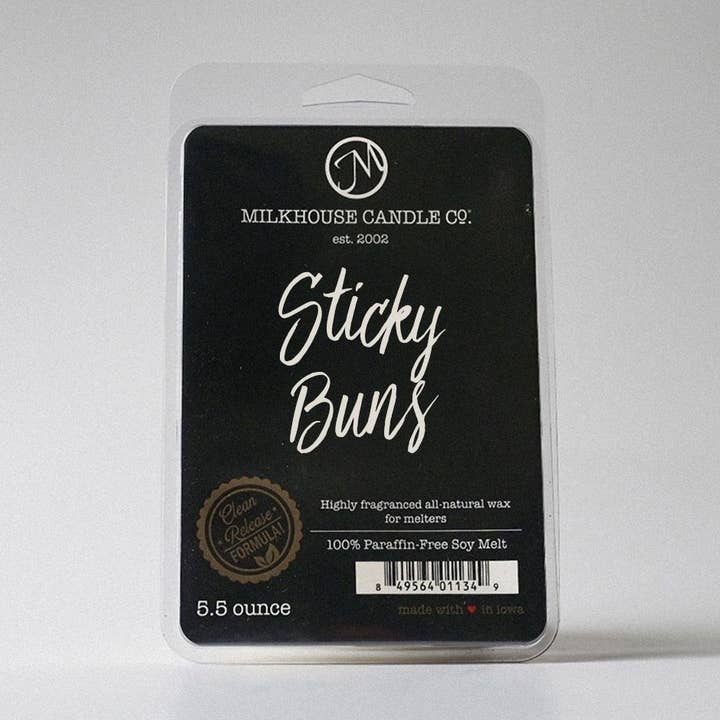 JM
MILKHOUSE CANDLE CO.
est. 2002
Sticky
Buns
Clean
Release
FORMULA!
Highly fragranced all-natural wax
for melters
100% Paraffin-Free Soy Melt
8 49564 01134 9
5.5 ounce
made with ♥ in iowa